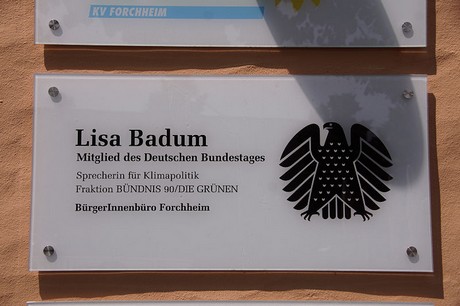 KV FORCHHEIM
Lisa Badum
Mitglied des Deutschen Bundestages
Sprecherin für Klimapolitik
Fraktion BÜNDNIS 90/DIE GRÜNEN
BürgerInnenbüro Forchheim